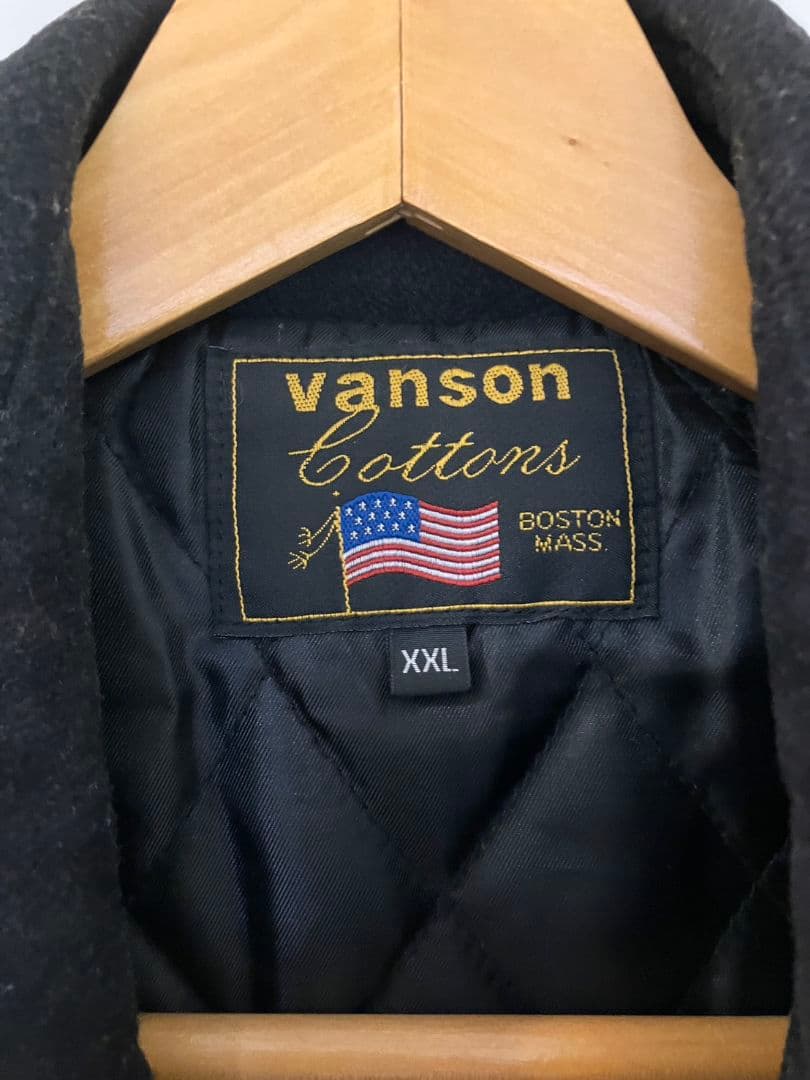 vanson
Cottons
BOSTON
MASS.
XXL